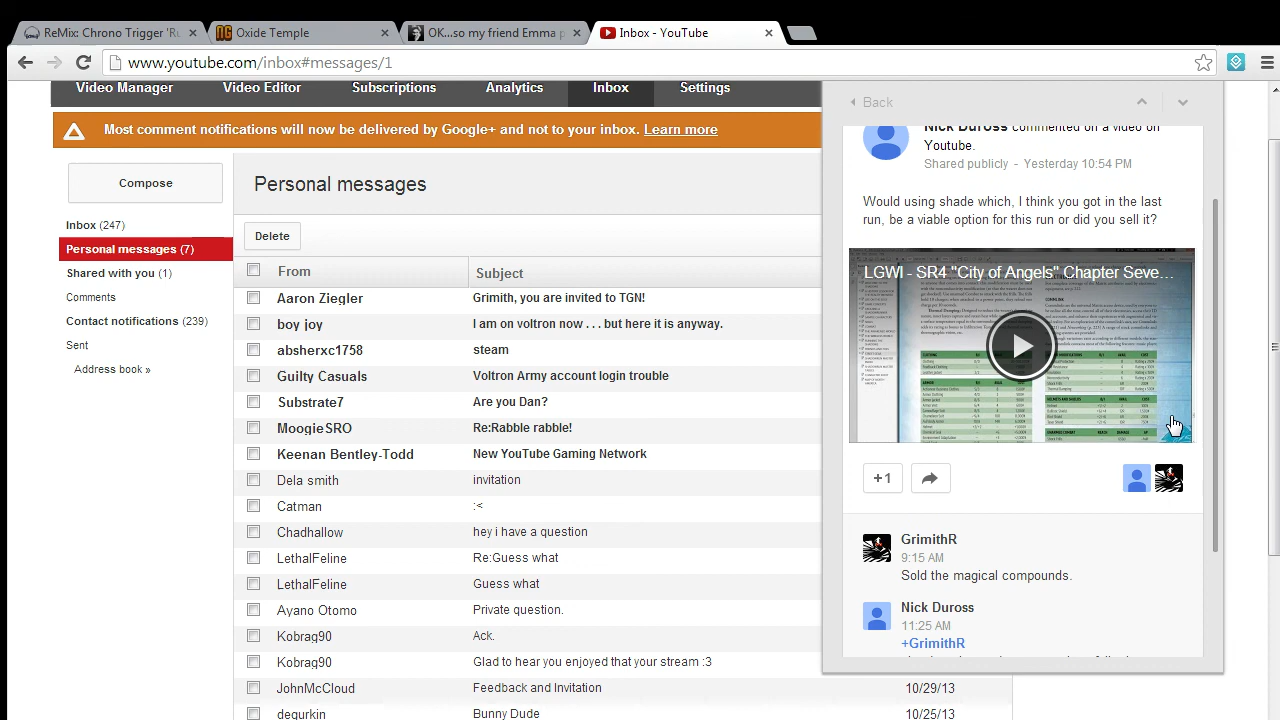 ReMix: Chrono Trigger 'Ru
Oxide Temple
OK...so my friend Emma p
Inbox - YouTube
www.youtube.com/inbox#messages/1
Video Manager
Video Editor
Subscriptions
Analytics
Inbox
Settings
Most comment notifications will now be delivered by Google+ and not to your inbox. Learn more
Compose
Inbox (247)
Personal messages (7)
Shared with you (1)
Comments
Contact notifications (239)
Sent
Address book »
Personal messages
Delete
From
Subject
Aaron Ziegler
Grimith, you are invited to TGN!
boy joy
I am on voltron now . . . but here it is anyway.
absherxc1758
steam
Guilty Casual
Voltron Army account login trouble
Substrate7
Are you Dan?
MoogieSRO
Re:Rabble rabble!
Keenan Bentley-Todd
New YouTube Gaming Network
Dela smith
invitation
Catman
:<
Chadhallow
hey i have a question
LethalFeline
Re:Guess what
LethalFeline
Guess what
Ayano Otomo
Private question.
Kobrag90
Ack.
Kobrag90
Glad to hear you enjoyed that your stream :3
JohnMcCloud
Feedback and Invitation
10/29/13
degurkin
Bunny Dude
10/25/13
Back
Nick Duross commented on a video on
Youtube.
Shared publicly - Yesterday 10:54 PM
Would using shade which, I think you got in the last
run, be a viable option for this run or did you sell it?
LGWI - SR4 "City of Angels" Chapter Seve...
+1
GrimithR
9:15 AM
Sold the magical compounds.
Nick Duross
11:25 AM
+GrimithR